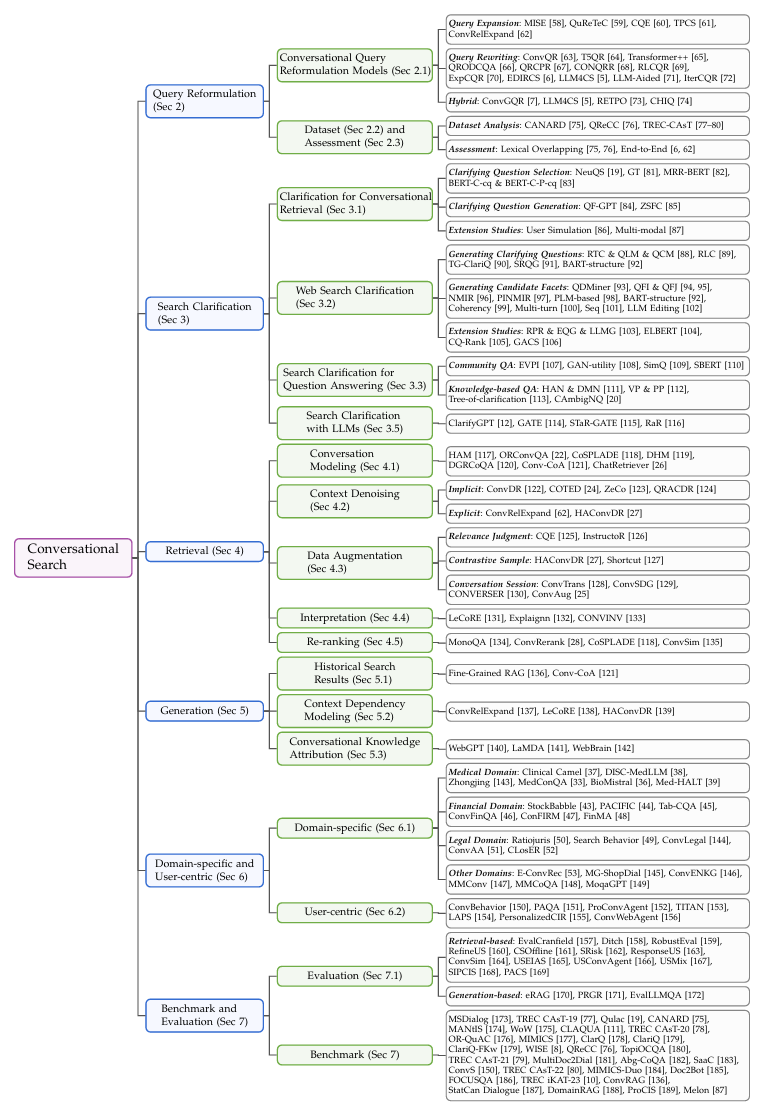 Conversational
Search
Query Reformulation
(Sec 2)
Conversational Query
Reformulation Models (Sec 2.1)
Query Expansion: MISE [58], QuReTeC [59], CQE [60], TPCS [61],
ConvRelExpand [62]
Query Rewriting: ConvQR [63], T5QR [64], Transformer++ [65],
QRODCQA [66], QRCPR [67], CONQRR [68], RLCQR [69],
ExpCQR [70], EDIRCS [6], LLM4CS [5], LLM-Aided [71], IterCQR [72]
Hybrid: ConvGQR [7], LLM4CS [5], RETPO [73], CHIQ [74]
Dataset (Sec 2.2) and
Assessment (Sec 2.3)
Dataset Analysis: CANARD [75], QReCC [76], TREC-CAsT [77–80]
Assessment: Lexical Overlapping [75, 76], End-to-End [6, 62]
Search Clarification
(Sec 3)
Clarification for Conversational
Retrieval (Sec 3.1)
Clarifying Question Selection: NeuQS [19], GT [81], MRR-BERT [82],
BERT-C-cq & BERT-C-P-cq [83]
Clarifying Question Generation: QF-GPT [84], ZSFC [85]
Extension Studies: User Simulation [86], Multi-modal [87]
Web Search Clarification
(Sec 3.2)
Generating Clarifying Questions: RTC & QLM & QCM [88], RLC [89],
TG-ClariQ [90], SRQG [91], BART-structure [92]
Generating Candidate Facets: QDMiner [93], QFI & QFJ [94, 95],
NMIR [96], PINMIR [97], PLM-based [98], BART-structure [92],
Coherency [99], Multi-turn [100], Seq [101], LLM Editing [102]
Extension Studies: RPR & EQG & LLMG [103], ELBERT [104],
CQ-Rank [105], GACS [106]
Search Clarification for
Question Answering (Sec 3.3)
Community QA: EVPI [107], GAN-utility [108], SimQ [109], SBERT [110]
Knowledge-based QA: HAN & DMN [111], VP & PP [112],
Tree-of-clarification [113], CAmbigNQ [20]
Search Clarification
with LLMs (Sec 3.5)
ClarifyGPT [12], GATE [114], STaR-GATE [115], RaR [116]
Retrieval (Sec 4)
Conversation
Modeling (Sec 4.1)
HAM [117], ORConvQA [22], CoSPLADE [118], DHM [119],
DGRCoQA [120], Conv-CoA [121], ChatRetriever [26]
Context Denoising
(Sec 4.2)
Implicit: ConvDR [122], COTED [24], ZeCo [123], QRACDR [124]
Explicit: ConvRelExpand [62], HAConvDR [27]
Data Augmentation
(Sec 4.3)
Relevance Judgment: CQE [125], InstructoR [126]
Contrastive Sample: HAConvDR [27], Shortcut [127]
Conversation Session: ConvTrans [128], ConvSDG [129],
CONVERSER [130], ConvAug [25]
Interpretation (Sec 4.4)
LeCoRE [131], Explaignn [132], CONVINV [133]
Re-ranking (Sec 4.5)
MonoQA [134], ConvRerank [28], CoSPLADE [118], ConvSim [135]
Generation (Sec 5)
Historical Search
Results (Sec 5.1)
Fine-Grained RAG [136], Conv-CoA [121]
Context Dependency
Modeling (Sec 5.2)
ConvRelExpand [137], LeCoRE [138], HAConvDR [139]
Conversational Knowledge
Attribution (Sec 5.3)
WebGPT [140], LaMDA [141], WebBrain [142]
Domain-specific and
User-centric (Sec 6)
Domain-specific (Sec 6.1)
Medical Domain: Clinical Camel [37], DISC-MedLLM [38],
Zhongjing [143], MedConQA [33], BioMistral [36], Med-HALT [39]
Financial Domain: StockBabble [43], PACIFIC [44], Tab-CQA [45],
ConvFinQA [46], ConFIRM [47], FinMA [48]
Legal Domain: Ratiojuris [50], Search Behavior [49], ConvLegal [144],
ConvAA [51], CLosER [52]
Other Domains: E-ConvRec [53], MG-ShopDial [145], ConvENKG [146],
MMConv [147], MMCoQA [148], MoqaGPT [149]
User-centric (Sec 6.2)
ConvBehavior [150], PAQA [151], ProConvAgent [152], TITAN [153],
LAPS [154], PersonalizedCIR [155], ConvWebAgent [156]
Benchmark and
Evaluation (Sec 7)
Evaluation (Sec 7.1)
Retrieval-based: EvalCranfield [157], Ditch [158], RobustEval [159],
RefineUS [160], CSOffline [161], SRisk [162], ResponseUS [163],
ConvSim [164], USEIAS [165], USConvAgent [166], USMix [167],
SIPCIS [168], PACS [169]
Generation-based: eRAG [170], PRGR [171], EvalLLMQA [172]
Benchmark (Sec 7)
MSDialog [173], TREC CAsT-19 [77], Qulac [19], CANARD [75],
MANtIS [174], WoW [175], CLAQUA [111], TREC CAsT-20 [78],
OR-QuAC [176], MIMICS [177], ClarQ [178], ClariQ [179],
ClariQ-FKw [179], WISE [8], QReCC [76], TopiOCQA [180],
TREC CAsT-21 [79], MultiDoc2Dial [181], Abg-CoQA [182], SaaC [183],
ConvS [150], TREC CAsT-22 [80], MIMICS-Duo [184], Doc2Bot [185],
FOCUSQA [186], TREC iKAT-23 [10], ConvRAG [136],
StatCan Dialogue [187], DomainRAG [188], ProCIS [189], Melon [87]